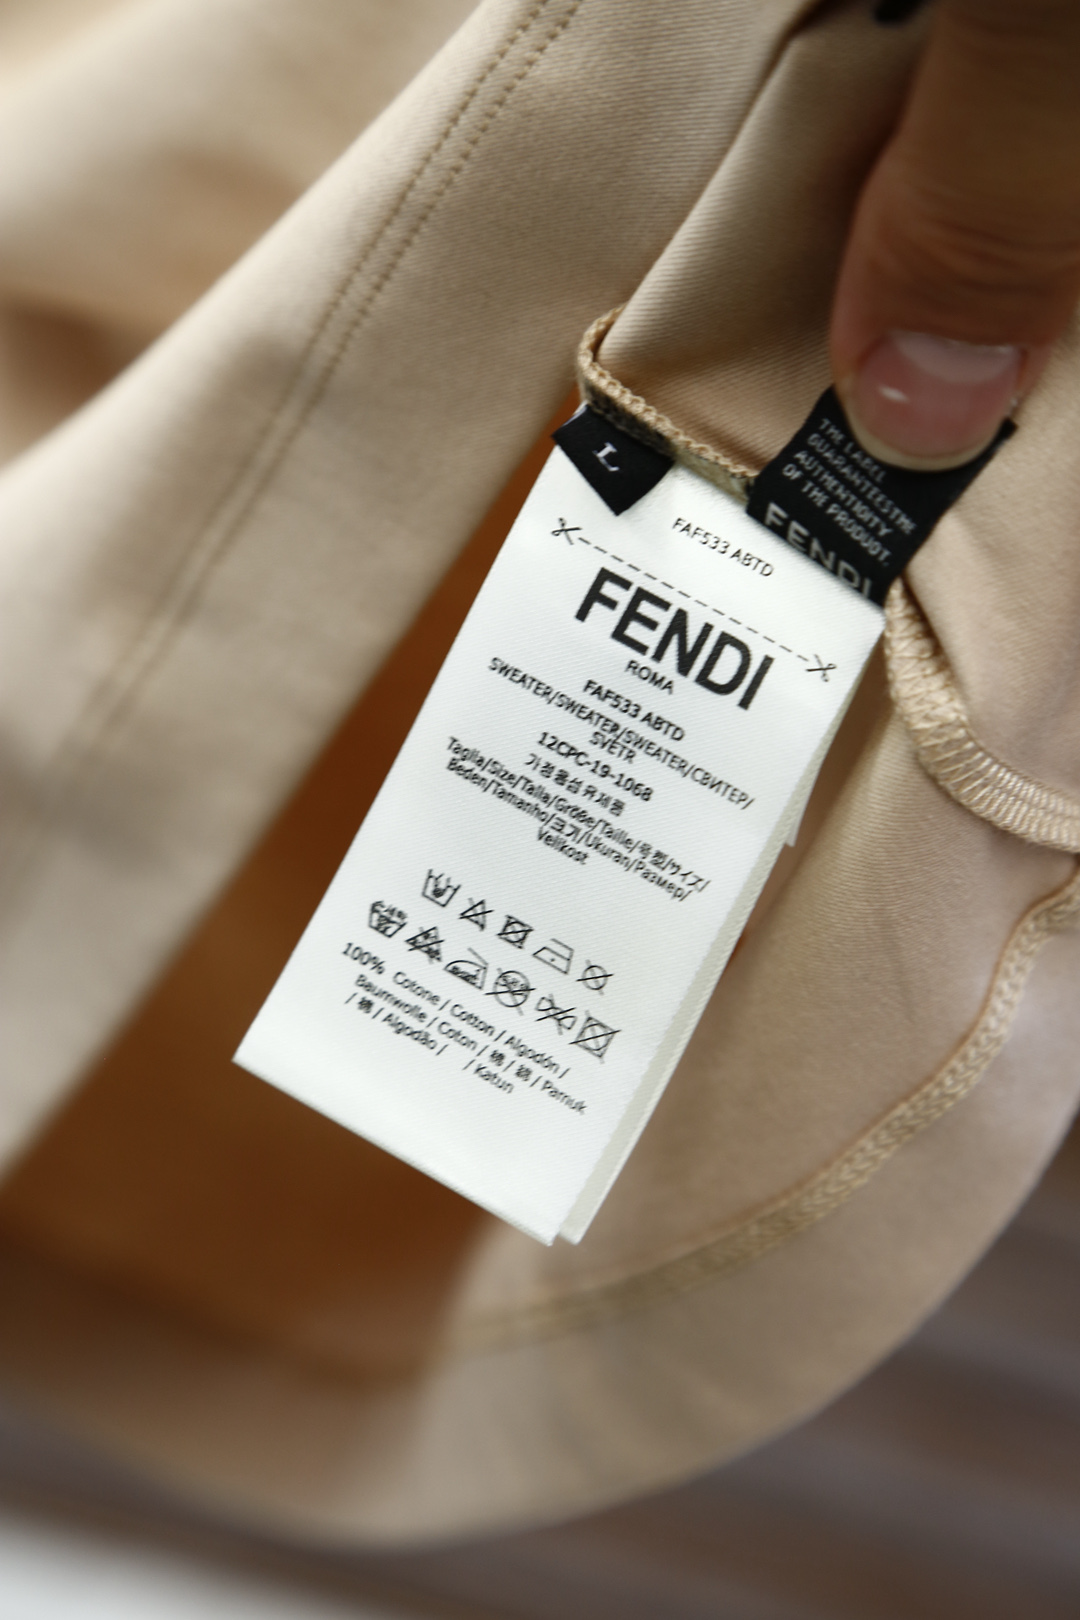 L
THE LABEL
GUARANTEES THE
AUTHENTICITY
OF THE PRODUCT.
FENDI
FAF533 ABTD
FENDI
ROMA
FAF533 ABTD
SWEATER/SWEATER/SWEATER/СВИТЕР/
SVETR
12CPC-19-1068
가정용섬유제품
Taglia/Size/Talla/Größe/Taille/号型/サイズ/
Beden/Tamanho/크기/Ukuran/Размер/
Velikost
100% Cotone / Cotton / Algodón /
Baumwolle / Coton / 棉 / 綿 / Pamuk
/ 棉 / Algodão / / Katun